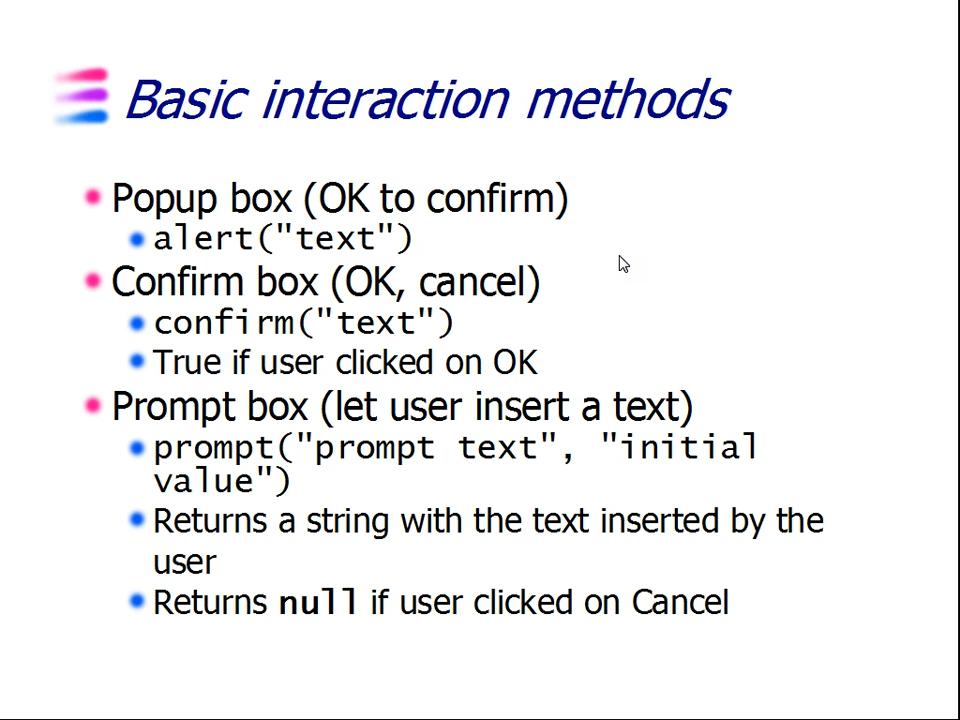 Basic interaction methods
Popup box (OK to confirm)
alert("text")
Confirm box (OK, cancel)
confirm("text")
True if user clicked on OK
Prompt box (let user insert a text)
prompt("prompt text", "initial
value")
Returns a string with the text inserted by the
user
Returns null if user clicked on Cancel